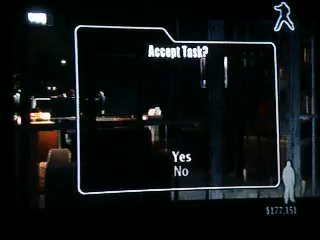 Accept Task?
Yes
No
$177,151